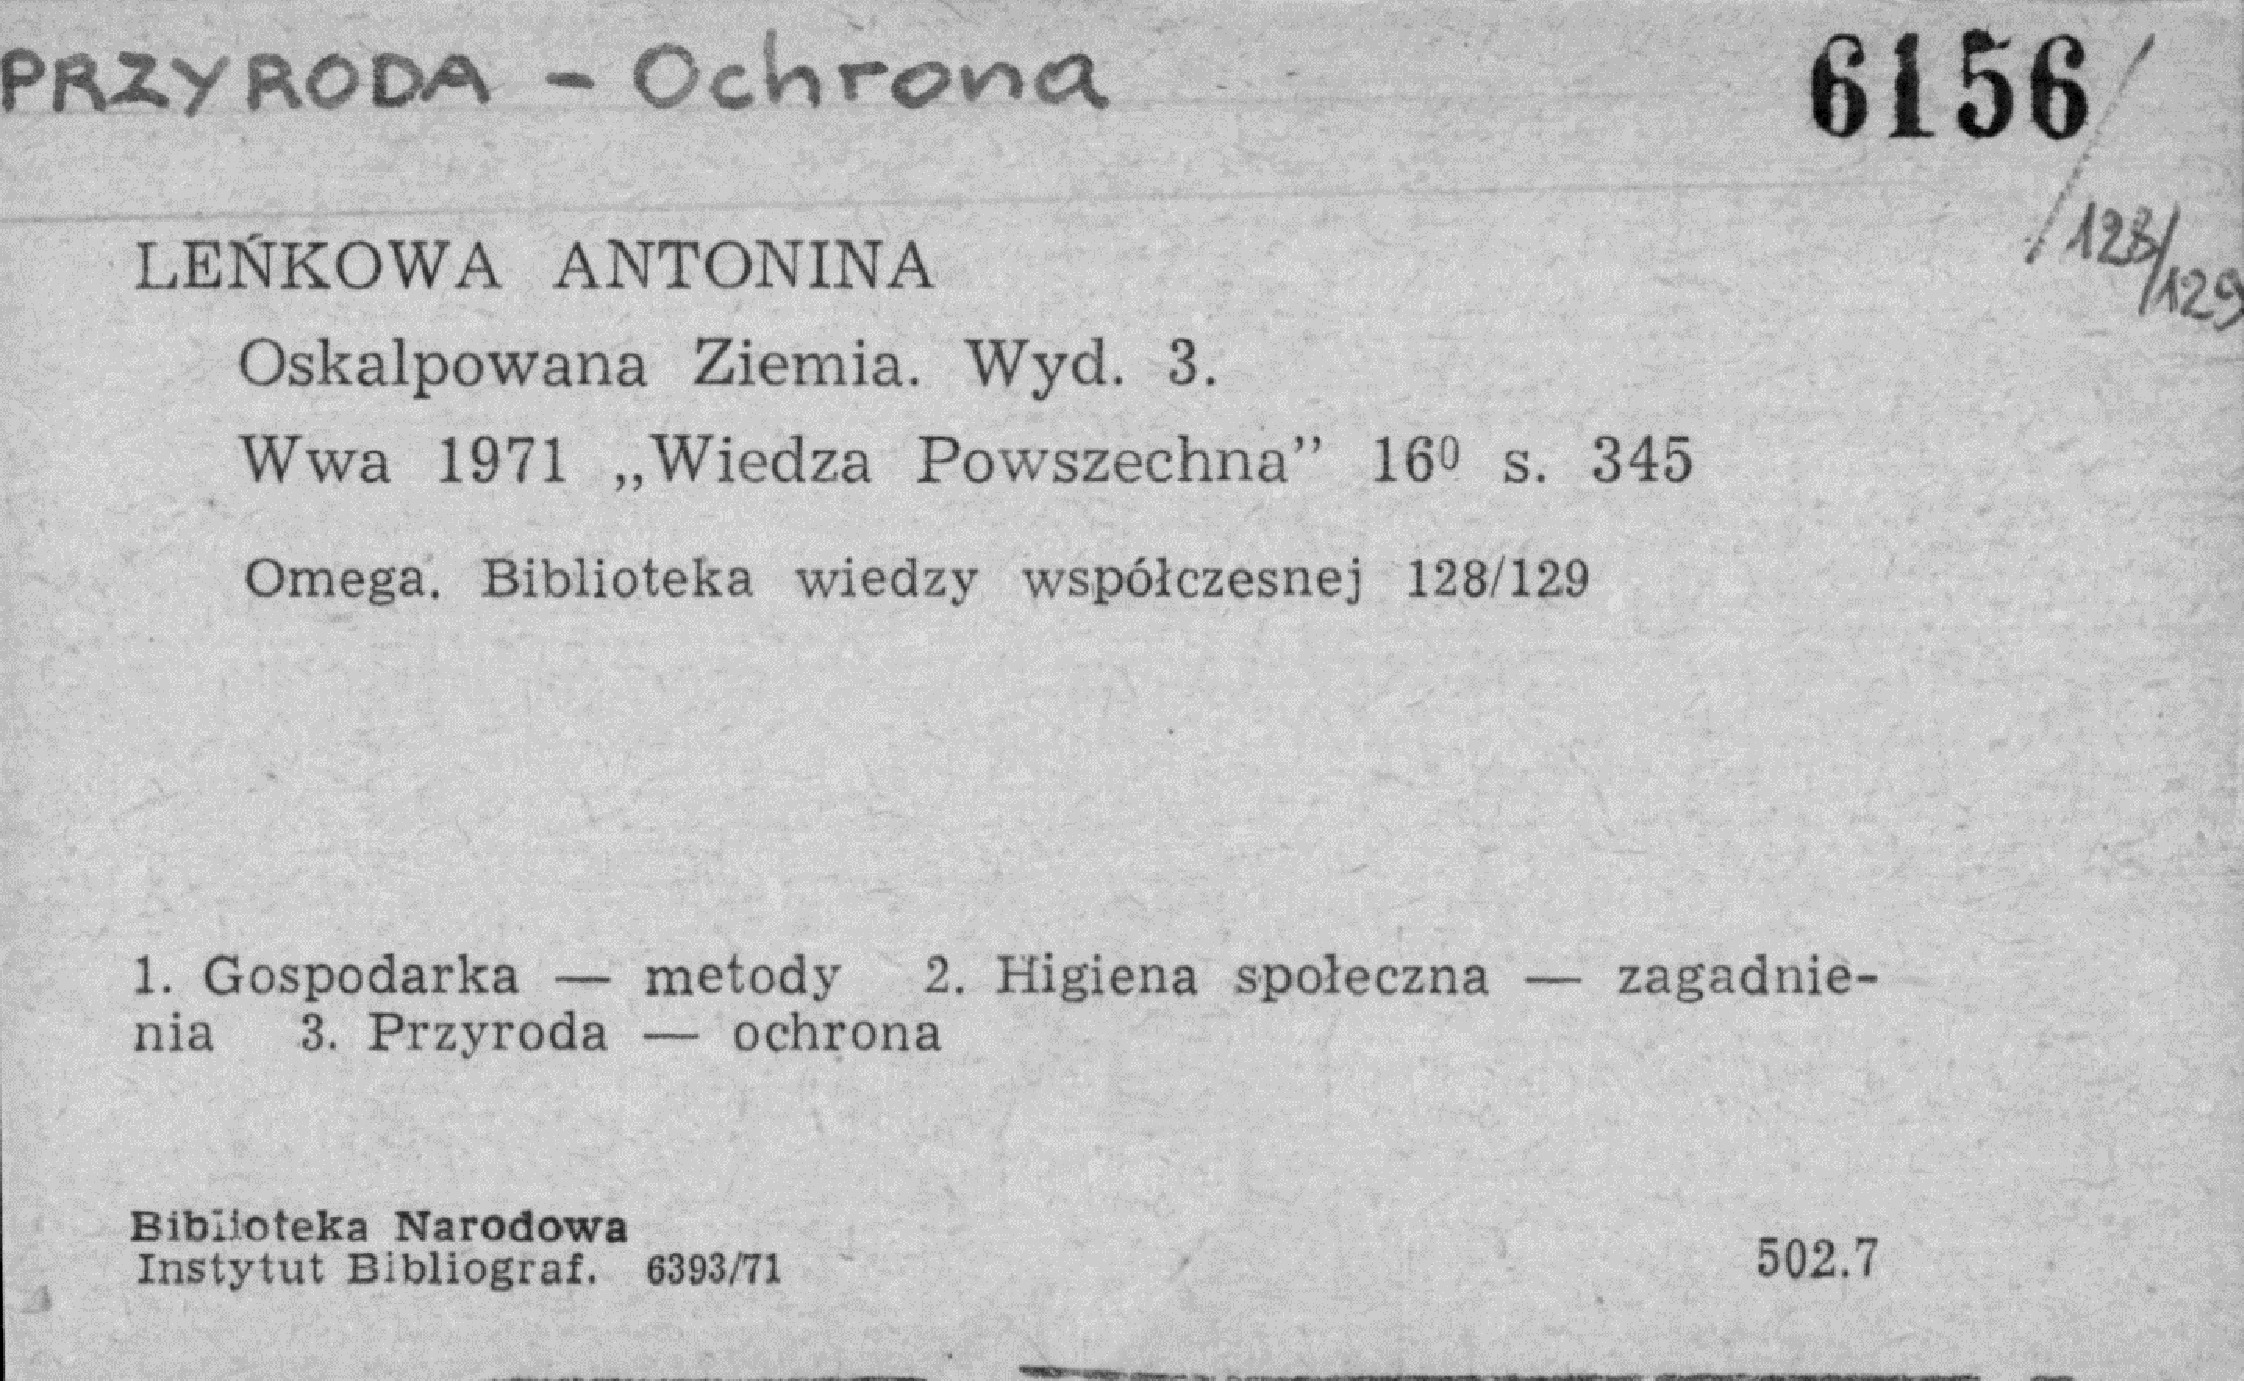 PRZYRODA - Ochrona
6156/
128/129
LEŃKOWA ANTONINA
Oskalpowana Ziemia. Wyd. 3.
Wwa 1971 „Wiedza Powszechna” 16⁰ s. 345
Omega. Biblioteka wiedzy współczesnej 128/129
1. Gospodarka — metody 2. Higiena społeczna — zagadnie-
nia 3. Przyroda — ochrona
Biblioteka Narodowa
Instytut Bibliograf. 6393/71
502.7